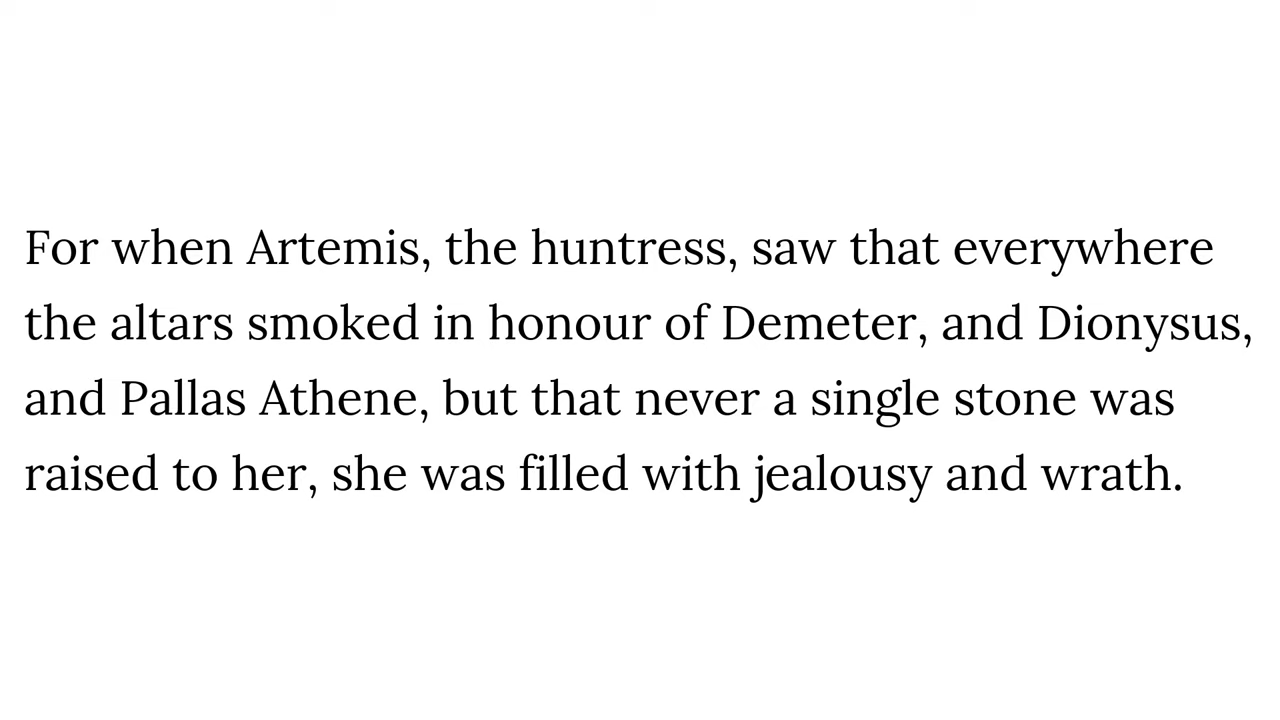 For when Artemis, the huntress, saw that everywhere
the altars smoked in honour of Demeter, and Dionysus,
and Pallas Athene, but that never a single stone was
raised to her, she was filled with jealousy and wrath.